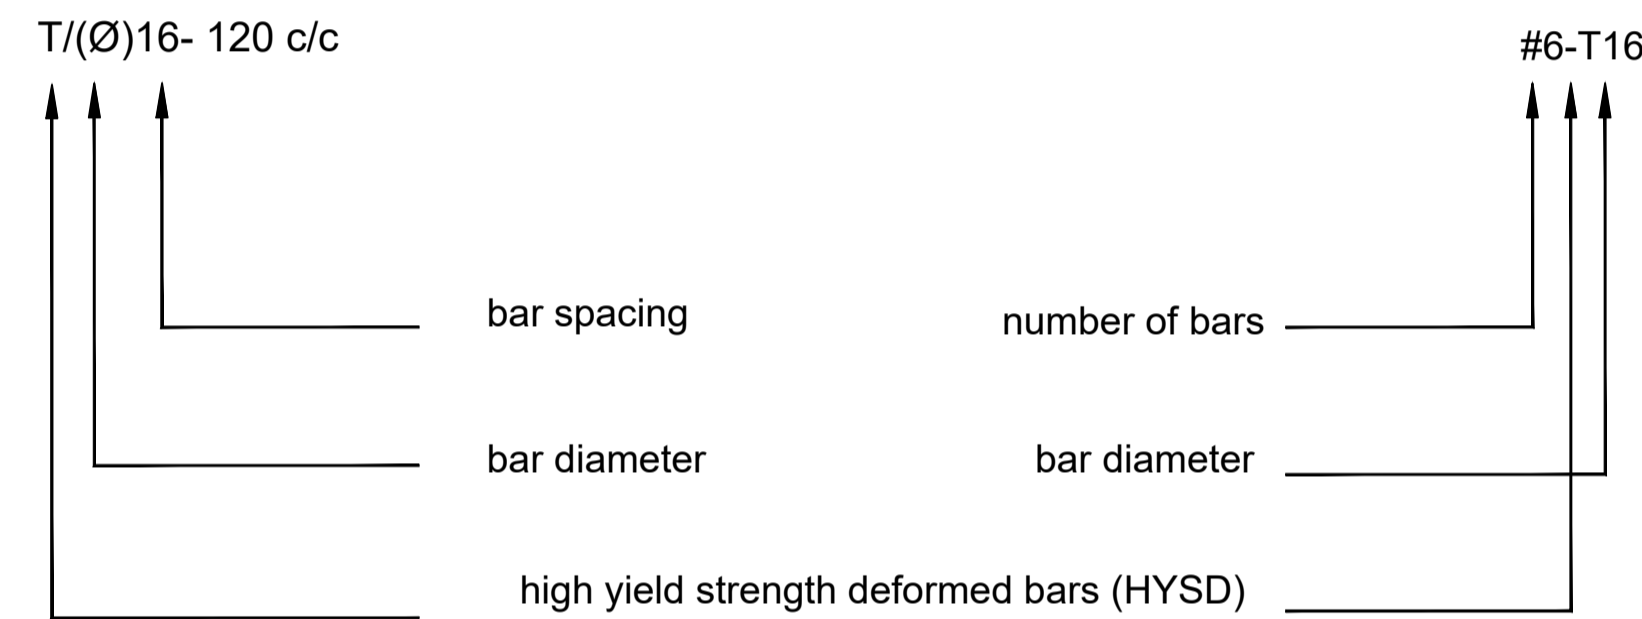 T/(Ø)16- 120 c/c
#6-T16
bar spacing
number of bars
bar diameter
bar diameter
high yield strength deformed bars (HYSD)